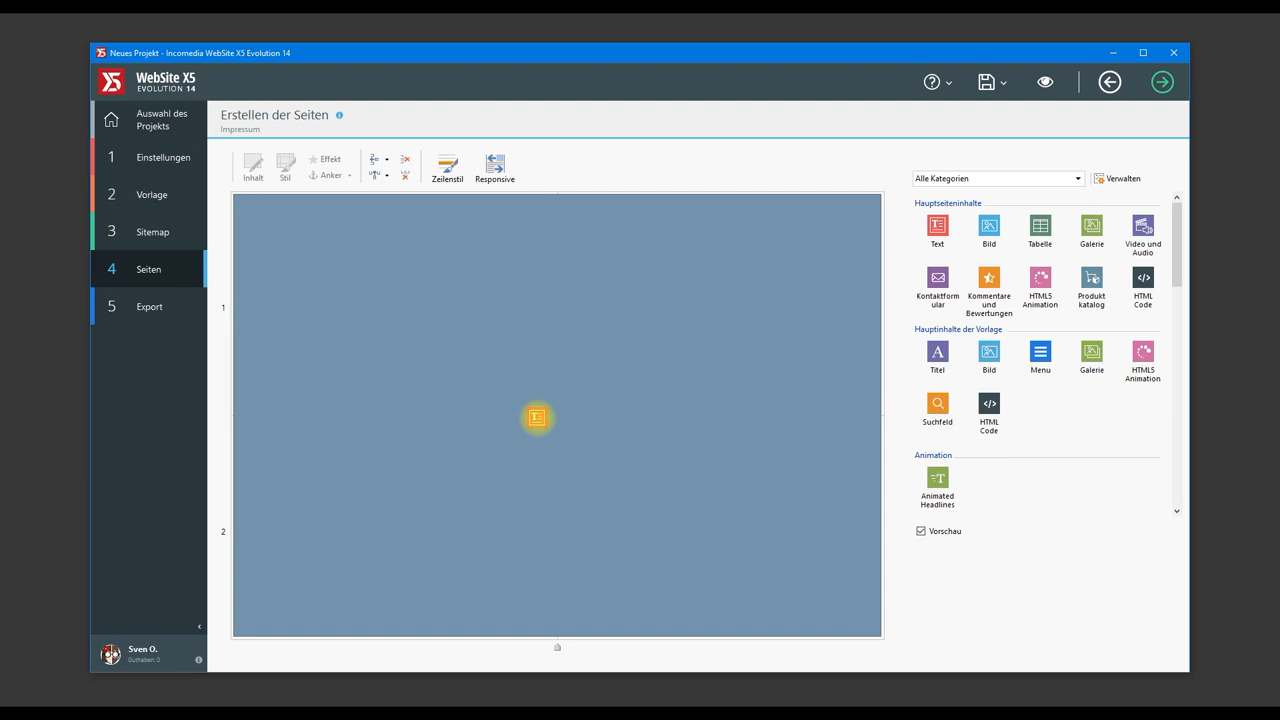 Neues Projekt - Incomedia WebSite X5 Evolution 14
WebSite X5
EVOLUTION 14
Auswahl des
Projekts
1 Einstellungen
2 Vorlage
3 Sitemap
4 Seiten
5 Export
Sven O.
Guthaben: 0
Erstellen der Seiten
Impressum
Inhalt
Stil
Effekt
Anker
Zeilenstil
Responsive
1
2
Alle Kategorien
Verwalten
Hauptseiteninhalte
Text
Bild
Tabelle
Galerie
Video und
Audio
Kontaktform
ular
Kommentare
und
Bewertungen
HTML5
Animation
Produkt
katalog
HTML
Code
Hauptinhalte der Vorlage
Titel
Bild
Menu
Galerie
HTML5
Animation
Suchfeld
HTML
Code
Animation
Animated
Headlines
Vorschau